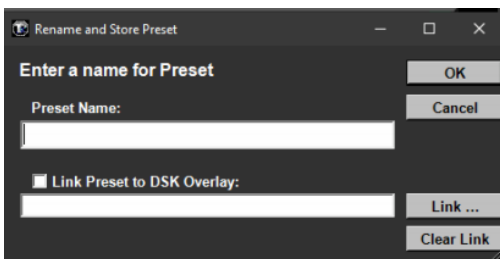 Rename and Store Preset
Enter a name for Preset
OK
Preset Name:
Cancel
Link Preset to DSK Overlay:
Link ...
Clear Link